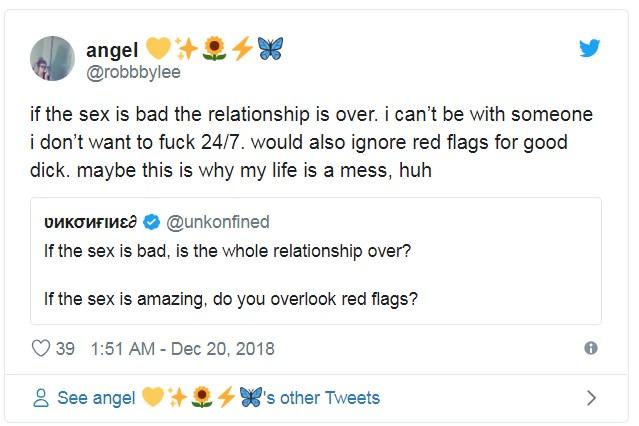 angel 💛✨🌻⚡🦋
@robbbylee
if the sex is bad the relationship is over. i can’t be with someone
i don’t want to fuck 24/7. would also ignore red flags for good
dick. maybe this is why my life is a mess, huh
υикσиғιиε∂ @unkonfined
If the sex is bad, is the whole relationship over?
If the sex is amazing, do you overlook red flags?
39 1:51 AM - Dec 20, 2018
See angel 💛✨🌻⚡🦋's other Tweets